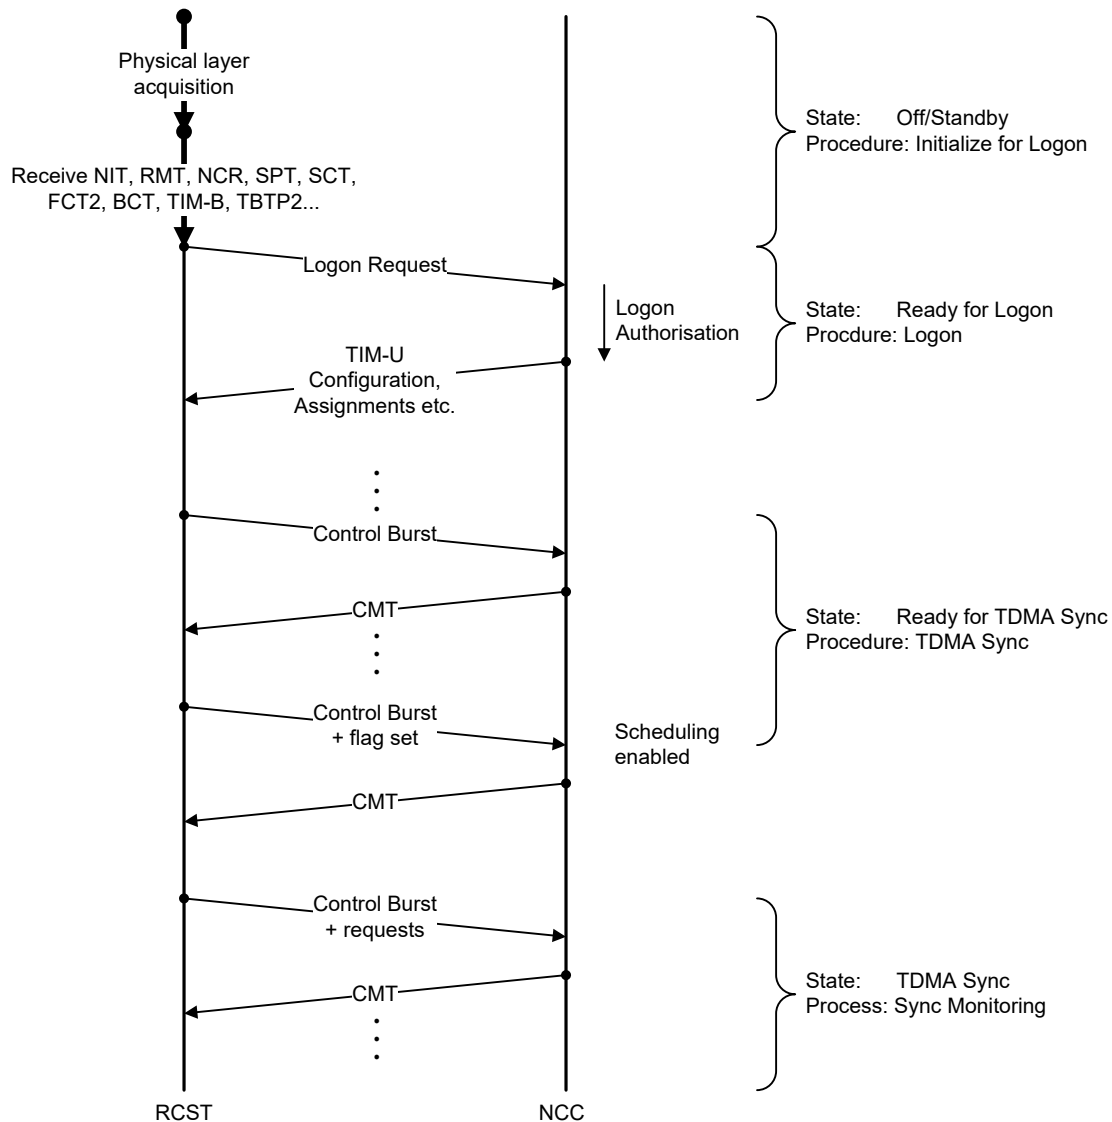 Physical layer
acquisition
State: Off/Standby
Procedure: Initialize for Logon
Receive NIT, RMT, NCR, SPT, SCT,
FCT2, BCT, TIM-B, TBTP2...
Logon Request
Logon
Authorisation
State: Ready for Logon
Procdure: Logon
TIM-U
Configuration,
Assignments etc.
Control Burst
CMT
State: Ready for TDMA Sync
Procedure: TDMA Sync
Control Burst
+ flag set
Scheduling
enabled
CMT
Control Burst
+ requests
CMT
State: TDMA Sync
Process: Sync Monitoring
RCST
NCC